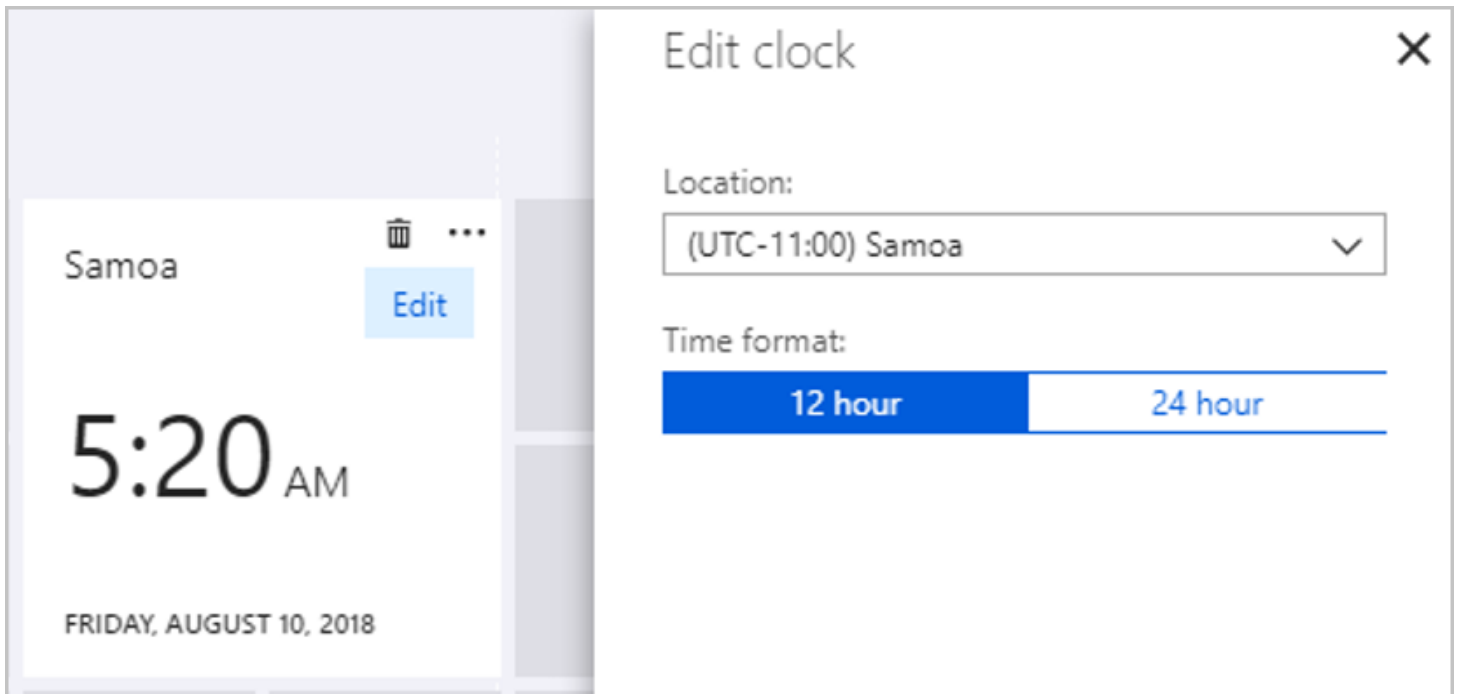 Samoa
Edit
5:20 AM
FRIDAY, AUGUST 10, 2018
Edit clock
Location:
(UTC-11:00) Samoa
Time format:
12 hour
24 hour